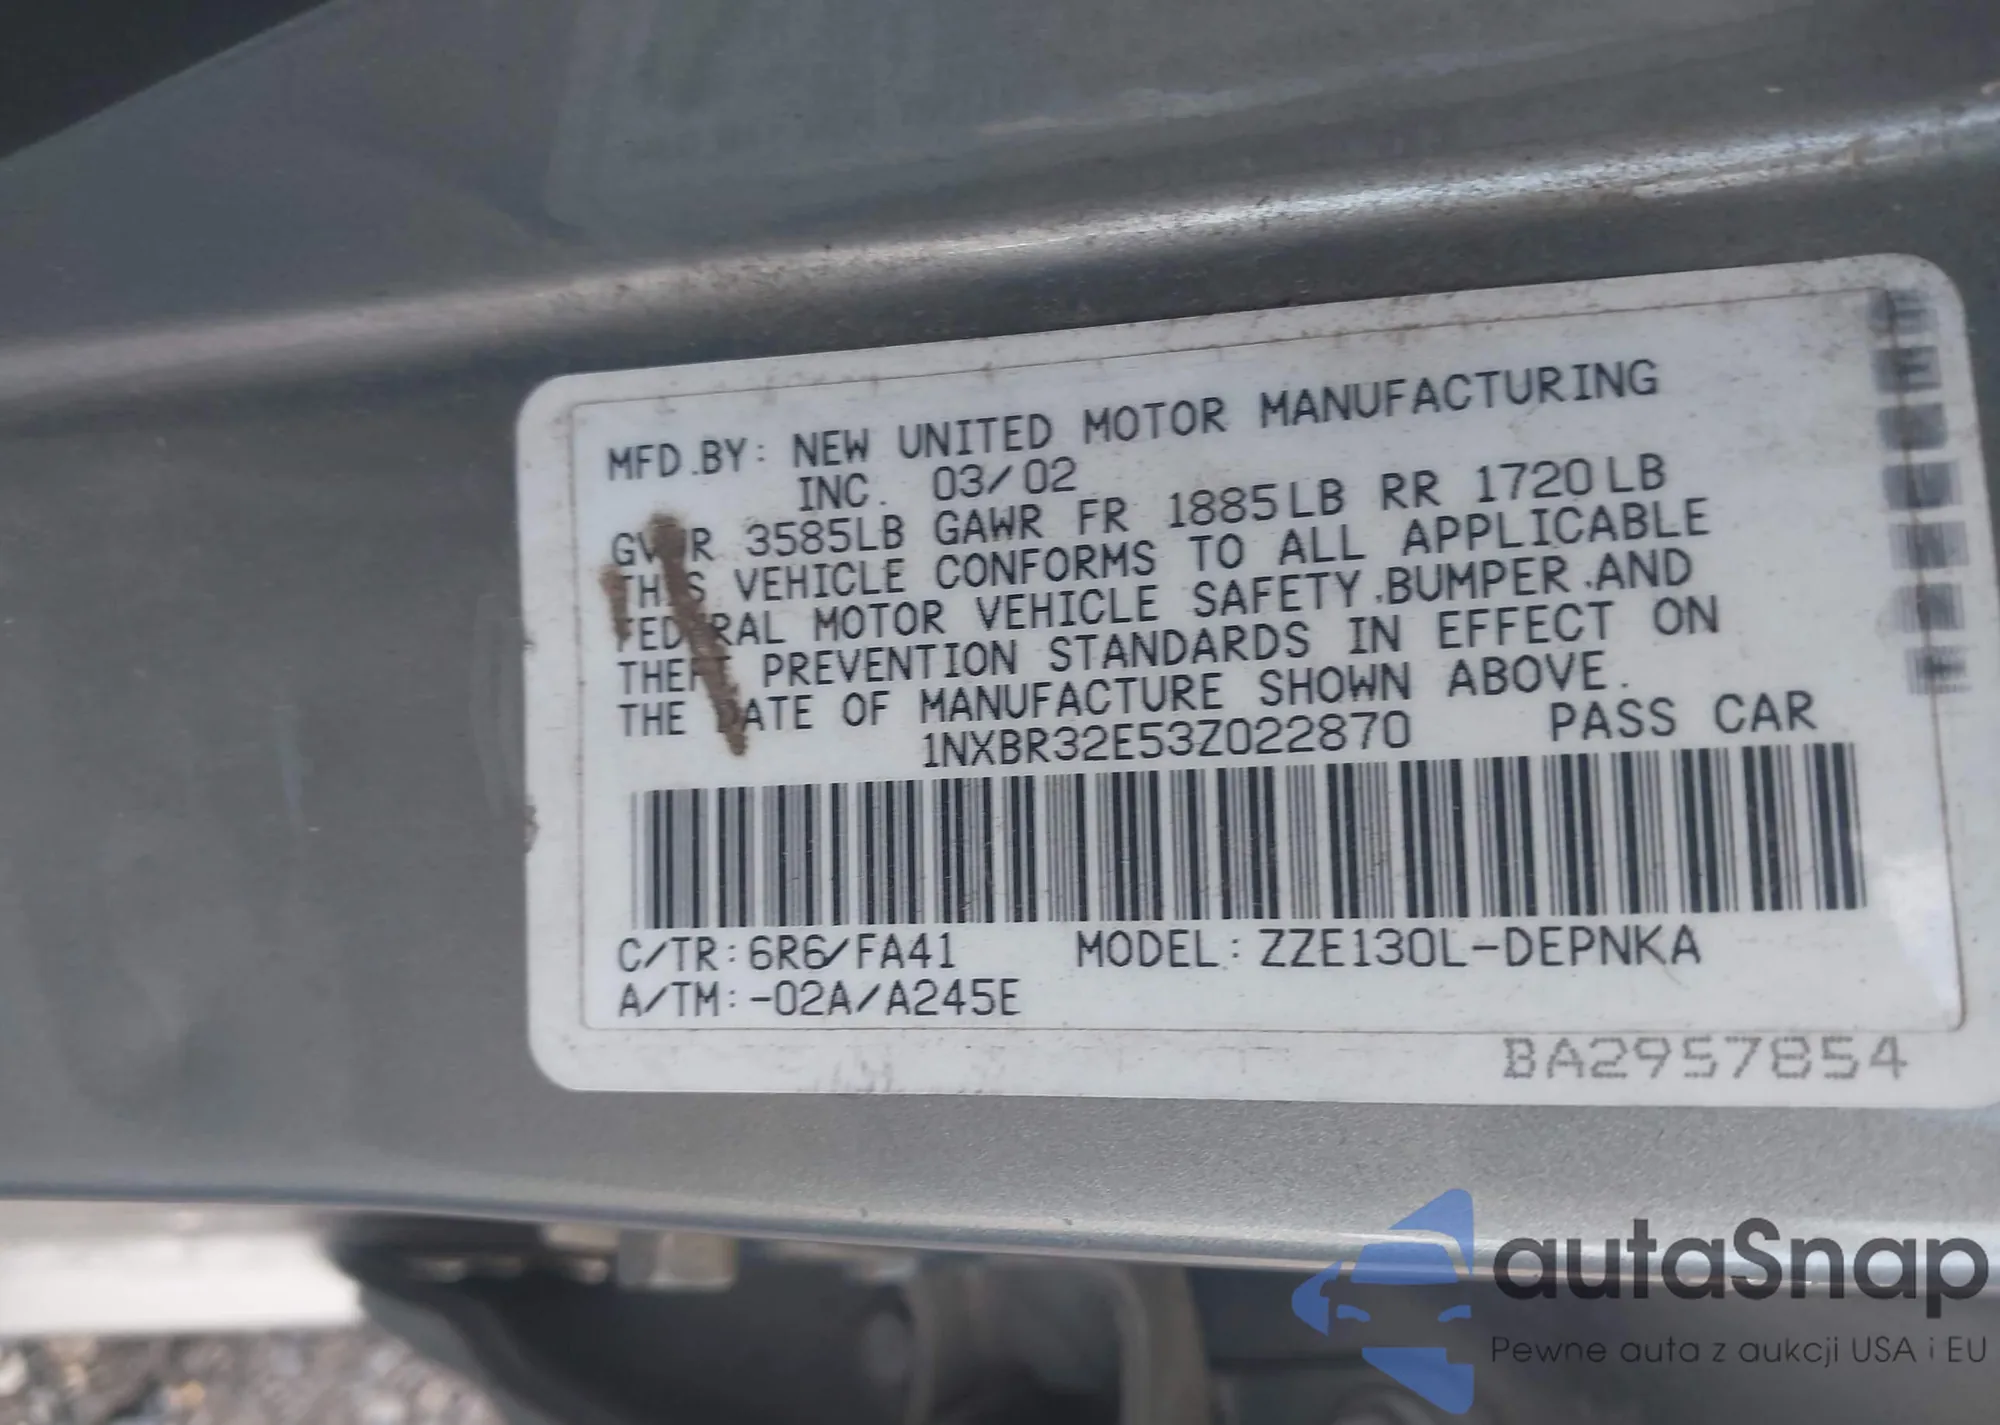 MFD.BY: NEW UNITED MOTOR MANUFACTURING
INC. 03/02
GVWR 3585LB GAWR FR 1885LB RR 1720LB
THIS VEHICLE CONFORMS TO ALL APPLICABLE
FEDERAL MOTOR VEHICLE SAFETY,BUMPER,AND
THEFT PREVENTION STANDARDS IN EFFECT ON
THE DATE OF MANUFACTURE SHOWN ABOVE.
1NXBR32E53Z022870 PASS CAR
C/TR:6R6/FA41 MODEL:ZZE130L-DEPNKA
A/TM:-02A/A245E
BA2957854
autaSnap
Pewne auta z aukcji USA i EU